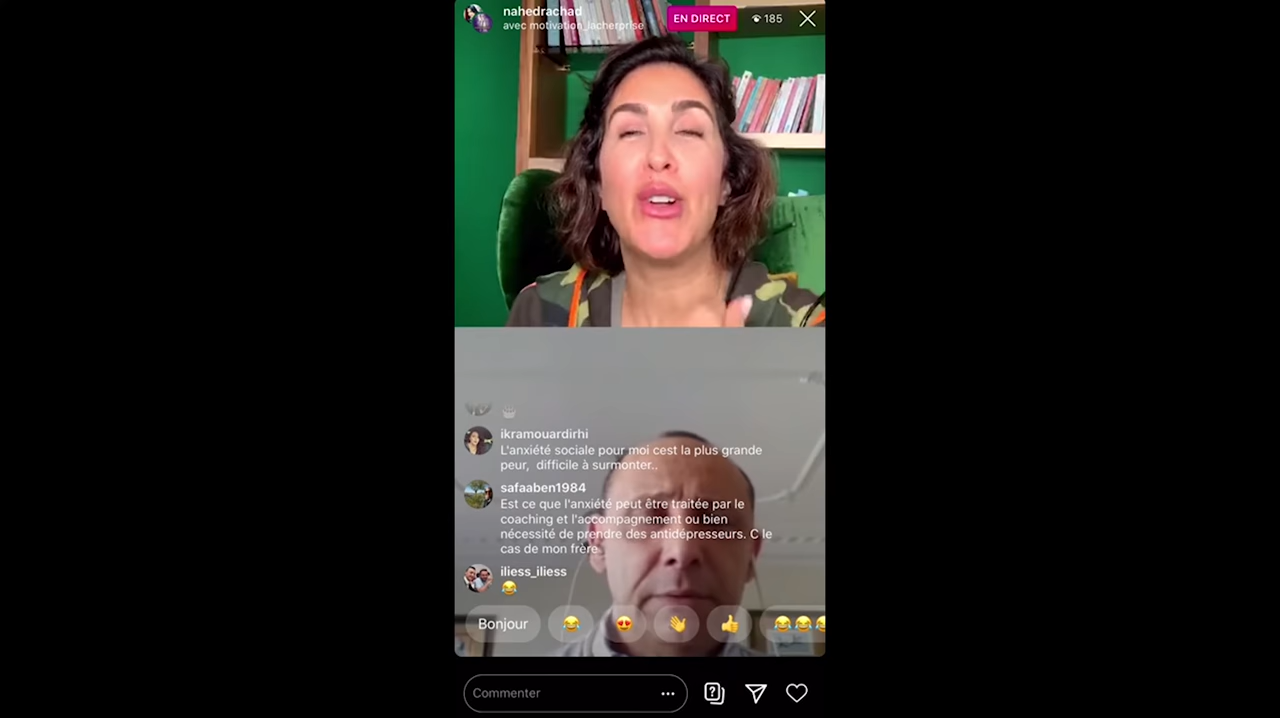 nahedrachad
avec motivation_lacherprise
EN DIRECT
185
ikramouardirhi
L'anxiété sociale pour moi cest la plus grande
peur, difficile à surmonter..
safaaben1984
Est ce que l'anxiété peut être traitée par le
coaching et l'accompagnement ou bien
nécessité de prendre des antidépresseurs. C le
cas de mon frère
iliess_iliess
😂
Bonjour
😂 😍 👋 👍 😂😂😂
Commenter